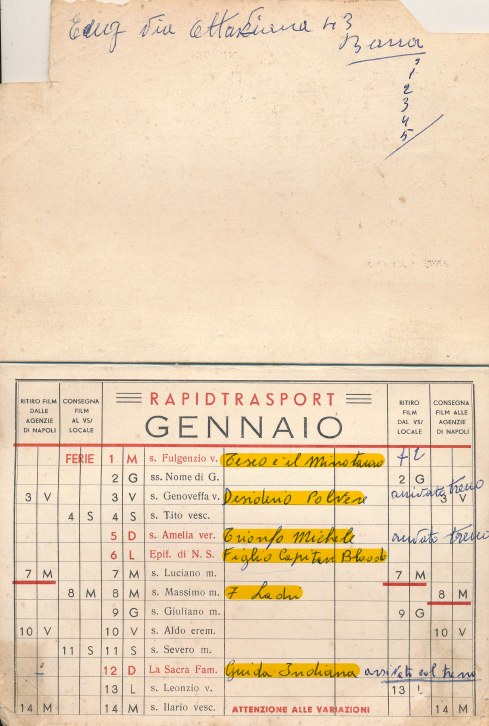 Via Ottaviano 43
Barra
1
2
3
4
5
RITIRO FILM DALLE AGENZIE DI NAPOLI
CONSEGNA FILM AL VS/ LOCALE
RAPIDTRASPORT
GENNAIO
RITIRO FILM DAL VS/ LOCALE
CONSEGNA FILM ALLE AGENZIE DI NAPOLI
FERIE 1 M s. Fulgenzio v. Teseo e il Minotauro
2 G ss. Nome di G. 2 G
3 V 3 V s. Genoveffa v. Desiderio Polvere arrivato treno 3 V
4 S 4 S s. Tito vesc.
5 D s. Amelia ver. Trionfo Michele andato treno
6 L Epif. di N. S. Figlio Capitan Blood
7 M 7 M s. Luciano m. 7 M
8 M 8 M s. Massimo m. 7 Ladri 8 M
9 G s. Giuliano m. 9 G
10 V 10 V s. Aldo erem. 10 V
11 S 11 S s. Severo m.
12 D La Sacra Fam. Guida Indiana arrivato col treno
13 L s. Leonzio v. 13 L
14 M 14 M s. Ilario vesc. ATTENZIONE ALLE VARIAZIONI 14 M